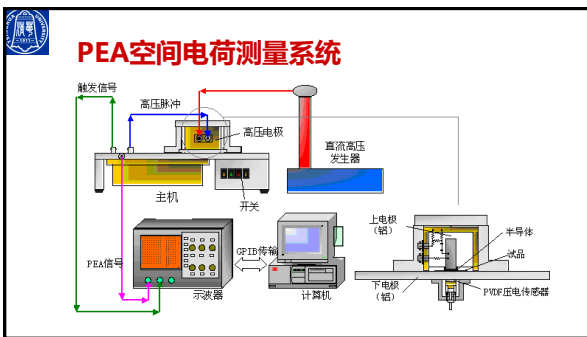 PEA空间电荷测量系统
触发信号
高压脉冲
高压电极
直流高压
发生器
主机
开关
PEA信号
GPIB传输
示波器
计算机
上电极
(铝)
半导体
试品
下电极
(铝)
PVDF压电传感器